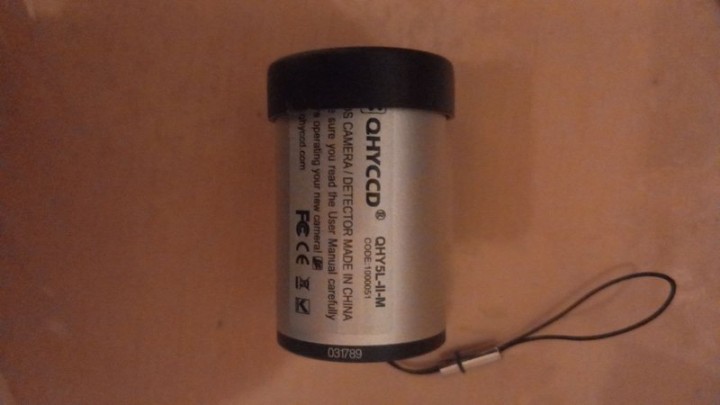 QHYCCD®
QHY5L-II-M
CODE:1000051
CAMERA / DETECTOR MADE IN CHINA
sure you read the User Manual carefully
operating your new camera!
qhyccd.com
FC CE
031789